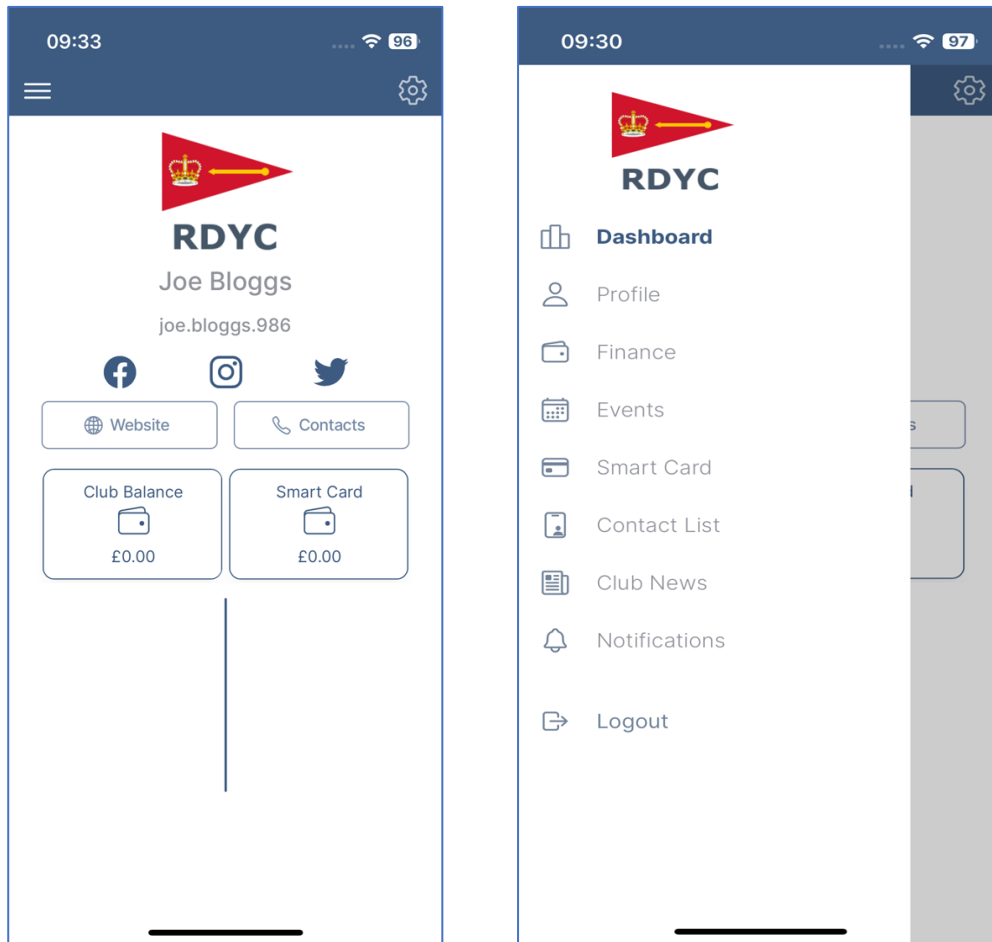 09:33
96
RDYC
Joe Bloggs
joe.bloggs.986
Website
Contacts
Club Balance
£0.00
Smart Card
£0.00
09:30
97
RDYC
Dashboard
Profile
Finance
Events
Smart Card
Contact List
Club News
Notifications
Logout
s
d